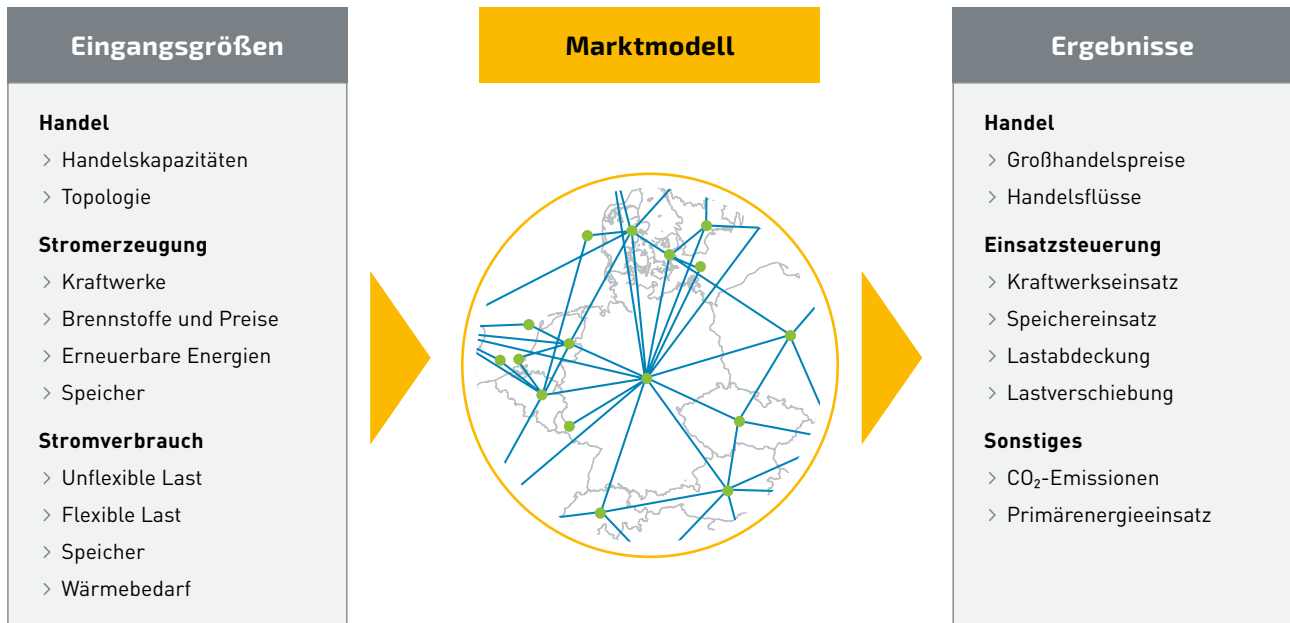 Eingangsgrößen
Handel
Handelskapazitäten
Topologie
Stromerzeugung
Kraftwerke
Brennstoffe und Preise
Erneuerbare Energien
Speicher
Stromverbrauch
Unflexible Last
Flexible Last
Speicher
Wärmebedarf
Marktmodell
Ergebnisse
Handel
Großhandelspreise
Handelsflüsse
Einsatzsteuerung
Kraftwerkseinsatz
Speichereinsatz
Lastabdeckung
Lastverschiebung
Sonstiges
CO₂-Emissionen
Primärenergieeinsatz